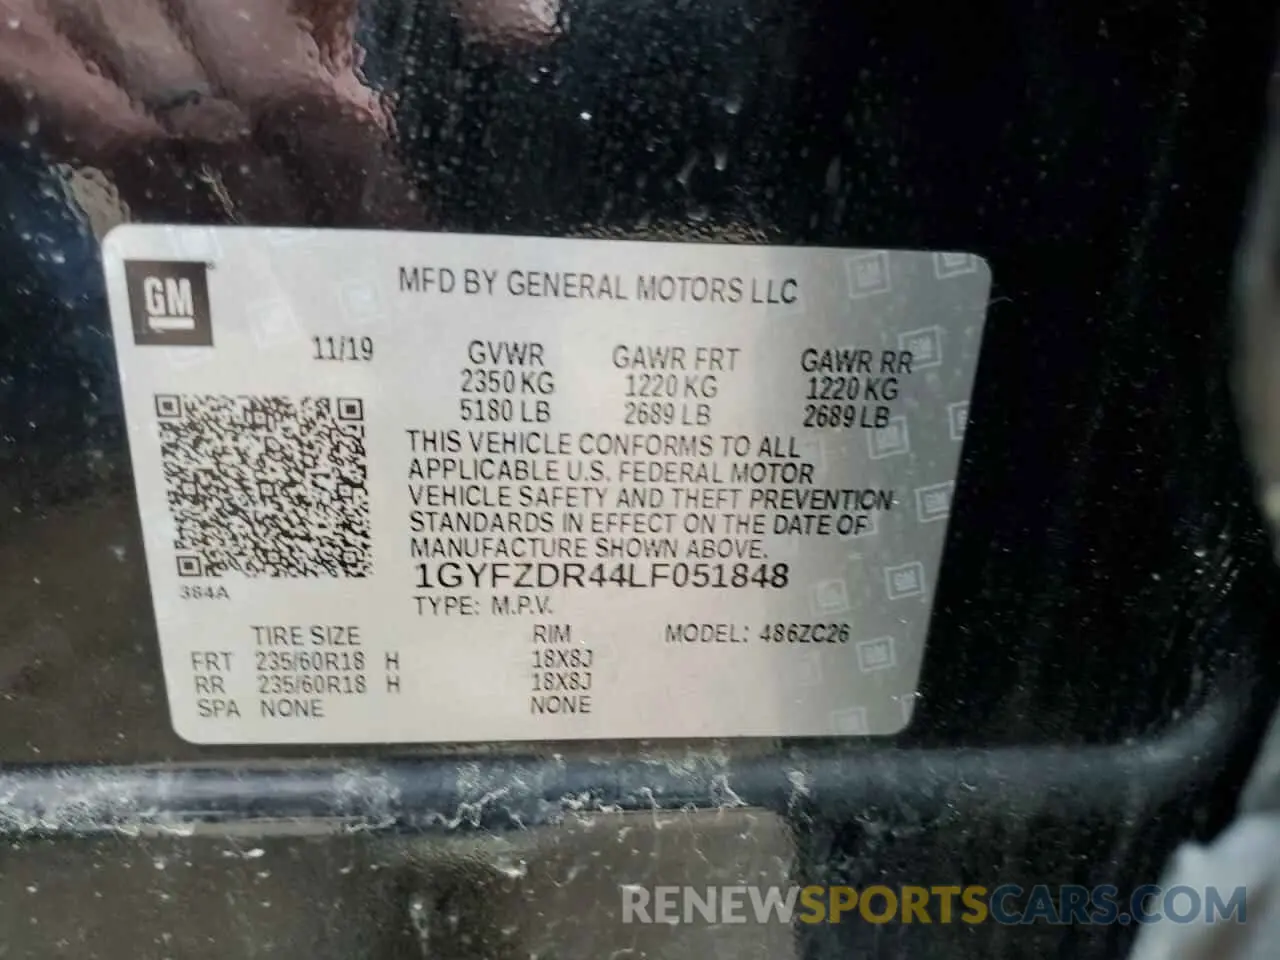 GM
MFD BY GENERAL MOTORS LLC
11/19 GVWR GAWR FRT GAWR RR
2350 KG 1220 KG 1220 KG
5180 LB 2689 LB 2689 LB
THIS VEHICLE CONFORMS TO ALL
APPLICABLE U.S. FEDERAL MOTOR
VEHICLE SAFETY AND THEFT PREVENTION
STANDARDS IN EFFECT ON THE DATE OF
MANUFACTURE SHOWN ABOVE.
1GYFZDR44LF051848
384A
TYPE: M.P.V.
TIRE SIZE RIM MODEL: 486ZC26
FRT 235/60R18 H 18X8J
RR 235/60R18 H 18X8J
SPA NONE NONE
RENEWSPORTSCARS.COM